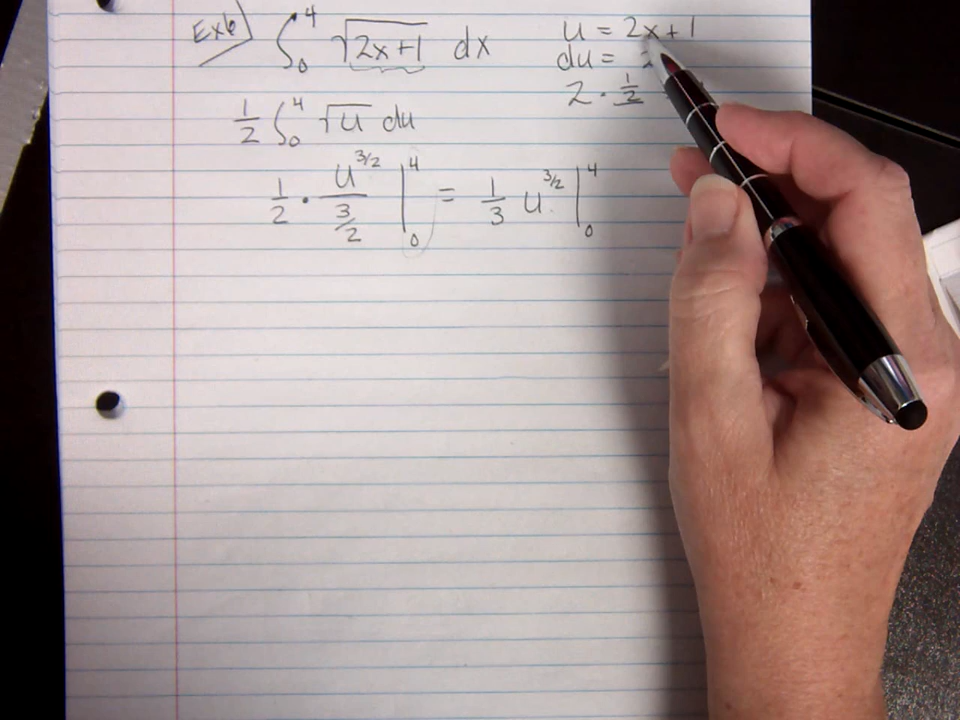 Ex6 ∫₀⁴ √(2x+1) dx
u = 2x+1
du = 2
2 · 1/2
1/2 ∫₀⁴ √u du
1/2 · u^(3/2) / (3/2) |₀⁴ = 1/3 u^(3/2) |₀⁴